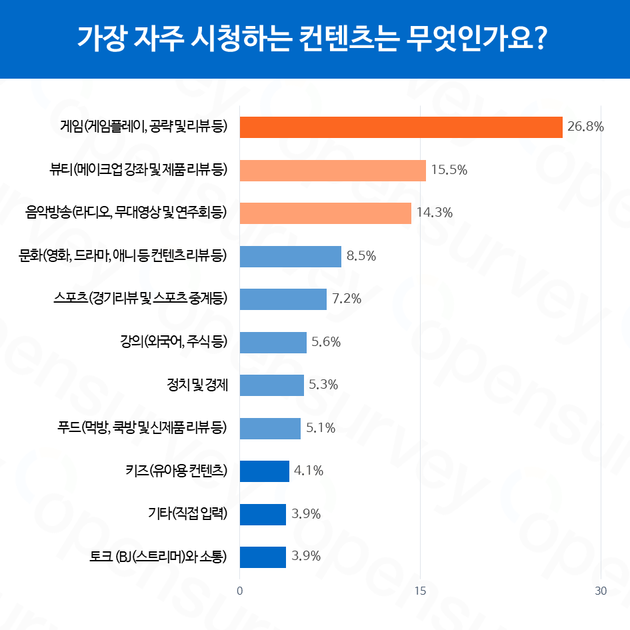 가장 자주 시청하는 컨텐츠는 무엇인가요?
게임(게임플레이, 공략 및 리뷰 등) 26.8%
뷰티(메이크업 강좌 및 제품 리뷰 등) 15.5%
음악방송(라디오, 무대영상 및 연주회 등) 14.3%
문화(영화, 드라마, 애니 등 컨텐츠 리뷰 등) 8.5%
스포츠(경기리뷰 및 스포츠 중계등) 7.2%
강의(외국어, 주식 등) 5.6%
정치 및 경제 5.3%
푸드(먹방, 쿡방 및 신제품 리뷰 등) 5.1%
키즈(유아용 컨텐츠) 4.1%
기타(직접 입력) 3.9%
토크 (BJ(스트리머)와 소통) 3.9%
0 15 30
opensurvey